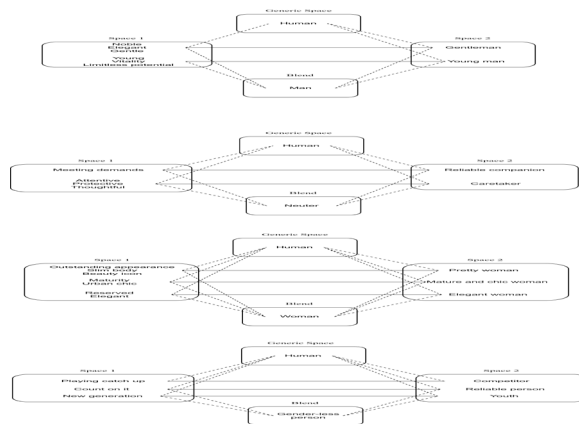 Generic Space
Human
Space 1
Space 2
Noble
Elegant
Gentle
Gentleman
Young
Vitality
Limitless potential
Young man
Blend
Man
Generic Space
Human
Space 1
Space 2
Meeting demands
Reliable companion
Attentive
Protective
Thoughtful
Caretaker
Blend
Neuter
Generic Space
Human
Space 1
Space 2
Outstanding appearance
Slim body
Beauty icon
Pretty woman
Maturity
Urban chic
Mature and chic woman
Reserved
Elegant
Elegant woman
Blend
Woman
Generic Space
Human
Space 1
Space 2
Playing catch up
Competitor
Count on it
Reliable person
New generation
Youth
Blend
Gender-less
person